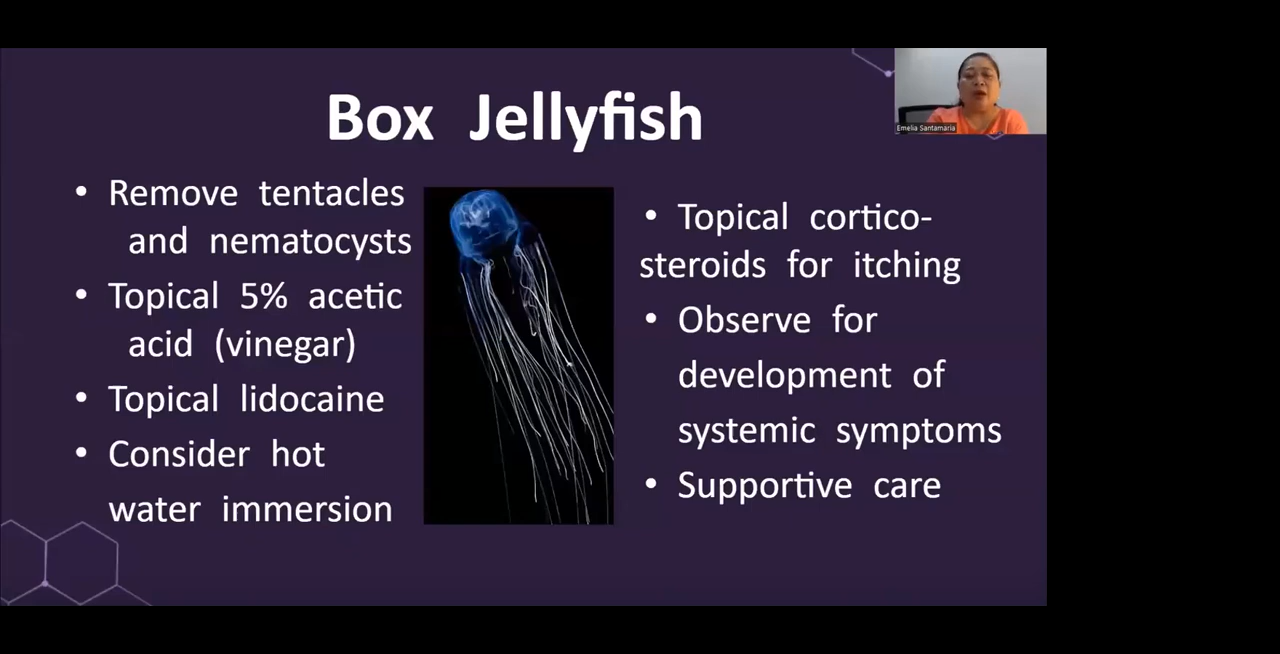 Box Jellyfish
Emelia Santamaria
• Remove tentacles
and nematocysts
• Topical 5% acetic
acid (vinegar)
• Topical lidocaine
• Consider hot
water immersion
• Topical cortico-
steroids for itching
• Observe for
development of
systemic symptoms
• Supportive care